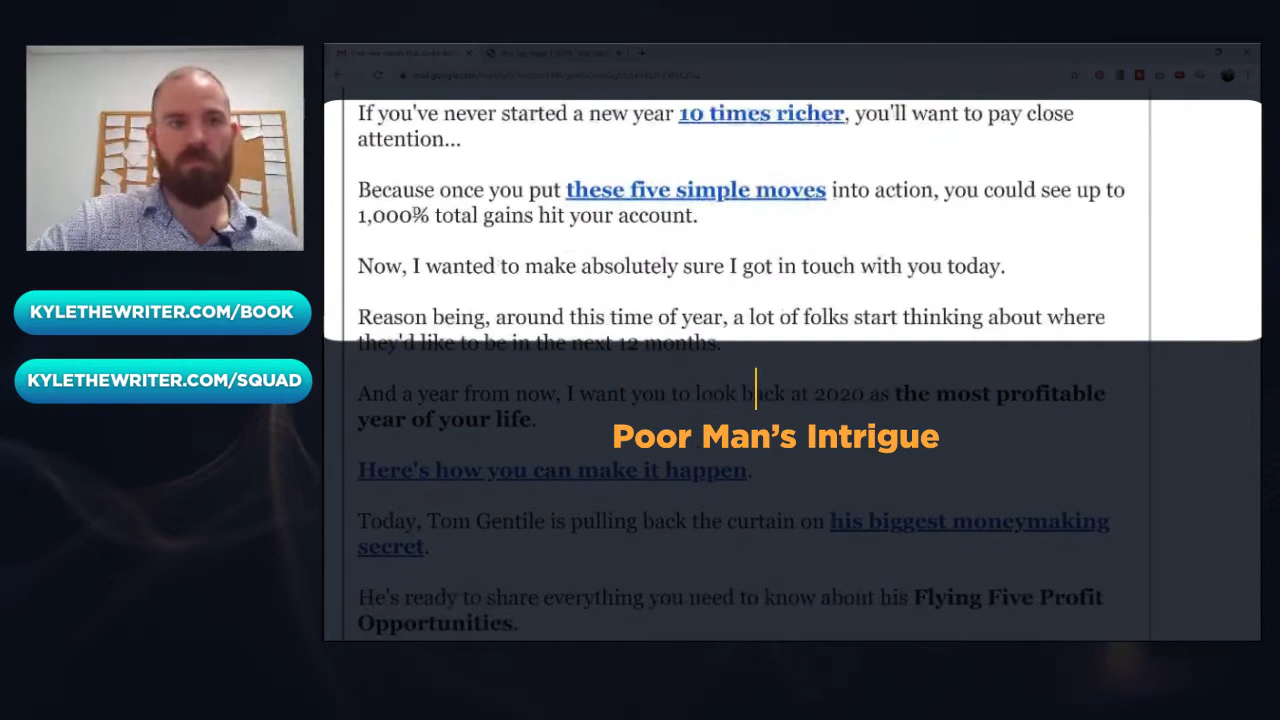 KYLETHEWRITER.COM/BOOK
KYLETHEWRITER.COM/SQUAD
If you've never started a new year 10 times richer, you'll want to pay close
attention...
Because once you put these five simple moves into action, you could see up to
1,000% total gains hit your account.
Now, I wanted to make absolutely sure I got in touch with you today.
Reason being, around this time of year, a lot of folks start thinking about where
they'd like to be in the next 12 months.
And a year from now, I want you to look back at 2020 as the most profitable
year of your life.
Poor Man's Intrigue
Here's how you can make it happen.
Today, Tom Gentile is pulling back the curtain on his biggest moneymaking
secret.
He's ready to share everything you need to know about his Flying Five Profit
Opportunities.